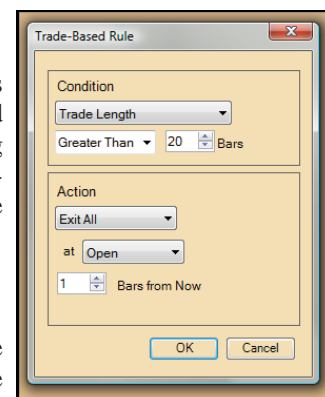 Trade-Based Rule
Condition
Trade Length
Greater Than 20 Bars
Action
Exit All
at Open
1 Bars from Now
OK Cancel